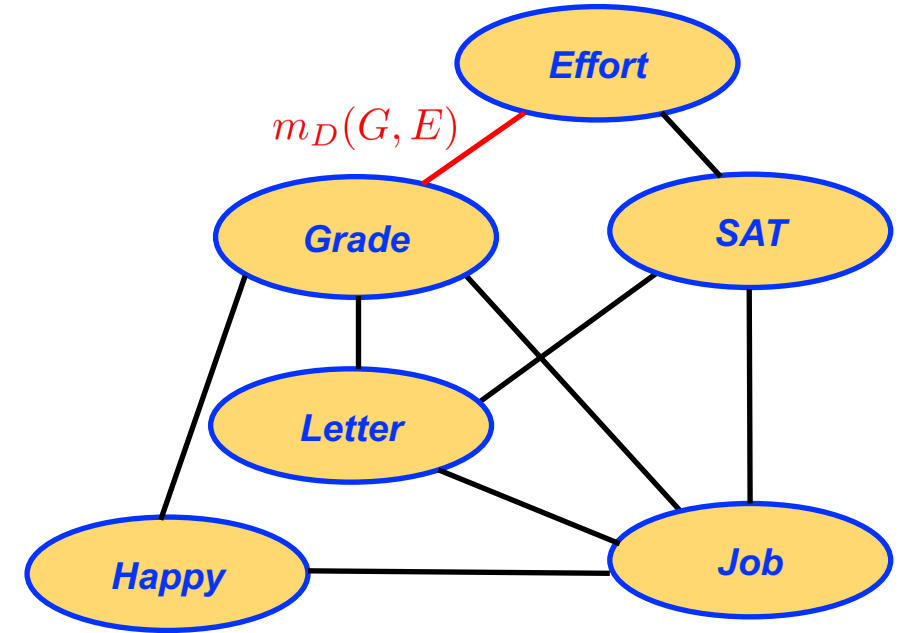 Effort
m_D(G, E)
Grade
SAT
Letter
Happy
Job